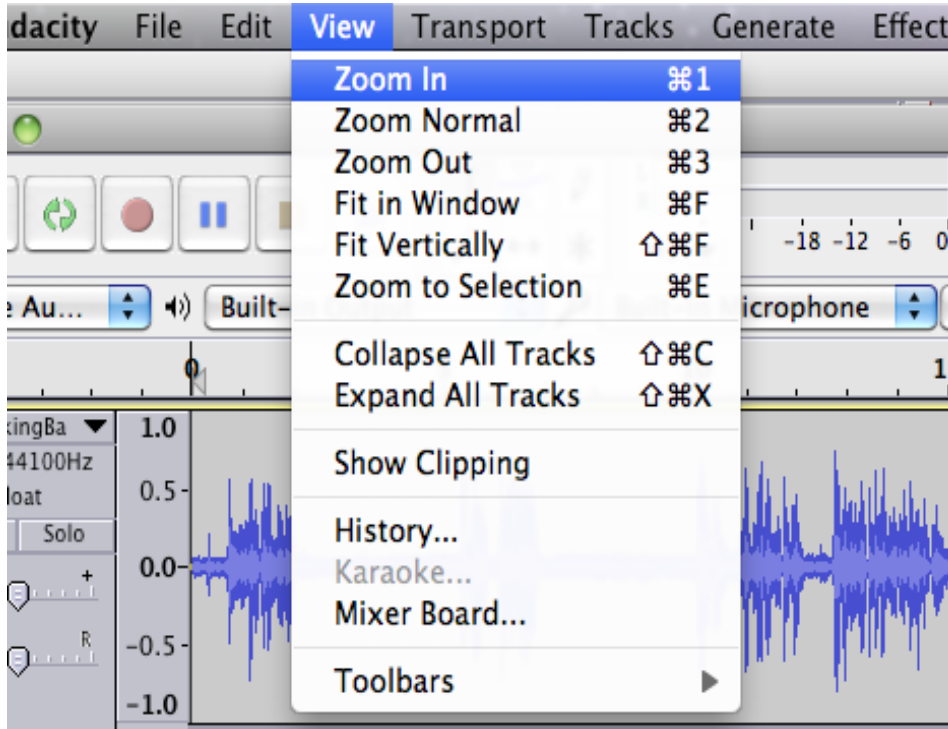 dacity File Edit View Transport Tracks Generate Effect
Zoom In ⌘1
Zoom Normal ⌘2
Zoom Out ⌘3
Fit in Window ⌘F
Fit Vertically ⇧⌘F
Zoom to Selection ⌘E
Collapse All Tracks ⇧⌘C
Expand All Tracks ⇧⌘X
Show Clipping
History...
Karaoke...
Mixer Board...
Toolbars
-18 -12 -6 0
Au... Built- icrophone
0 1
kingBa 1.0
44100Hz
loat 0.5
Solo
0.0
+
R
-0.5
-1.0